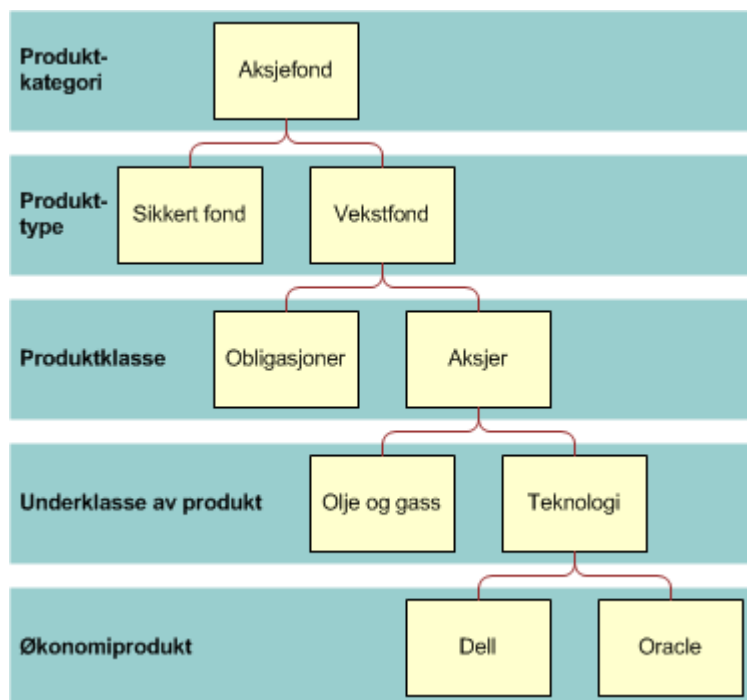 Produkt-
kategori
Aksjefond
Produkt-
type
Sikkert fond
Vekstfond
Produktklasse
Obligasjoner
Aksjer
Underklasse av produkt
Olje og gass
Teknologi
Økonomiprodukt
Dell
Oracle